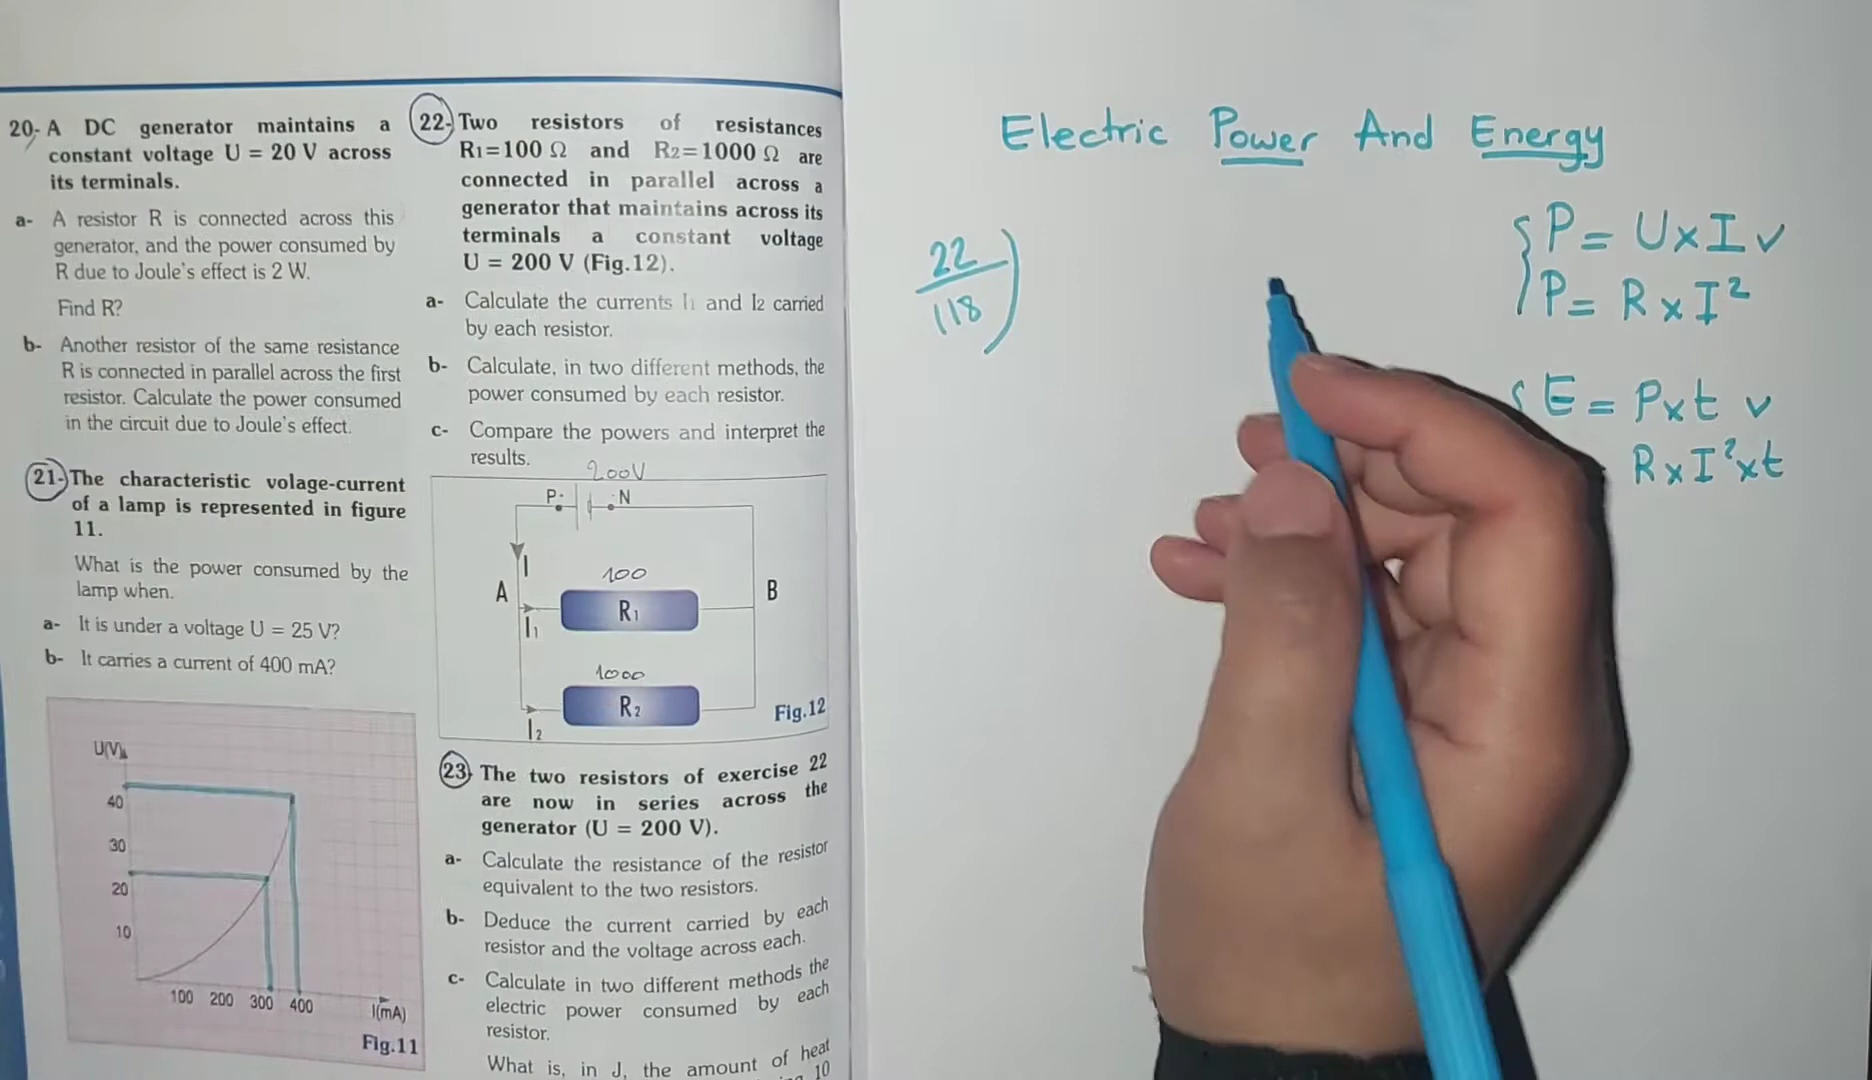 20- A DC generator maintains a
constant voltage U = 20 V across
its terminals.
a- A resistor R is connected across this
generator, and the power consumed by
R due to Joule's effect is 2 W.
Find R?
b- Another resistor of the same resistance
R is connected in parallel across the first
resistor. Calculate the power consumed
in the circuit due to Joule's effect.
21- The characteristic volage-current
of a lamp is represented in figure
11.
What is the power consumed by the
lamp when.
a- It is under a voltage U = 25 V?
b- It carries a current of 400 mA?
U(V)
40
30
20
10
100 200 300 400
I(mA)
Fig.11
22- Two resistors of resistances
R1=100 Ω and R2=1000 Ω are
connected in parallel across a
generator that maintains across its
terminals a constant voltage
U = 200 V (Fig.12).
a- Calculate the currents I1 and I2 carried
by each resistor.
b- Calculate, in two different methods, the
power consumed by each resistor.
c- Compare the powers and interpret the
results.
200V
P N
I
100
A R1 B
I1
1000
R2
I2
Fig.12
23- The two resistors of exercise 22
are now in series across the
generator (U = 200 V).
a- Calculate the resistance of the resistor
equivalent to the two resistors.
b- Deduce the current carried by each
resistor and the voltage across each.
c- Calculate in two different methods the
electric power consumed by each
resistor.
What is, in J, the amount of heat
10
Electric Power And Energy
22/118)
P = U x I ✓
P = R x I²
E = P x t ✓
R x I² x t